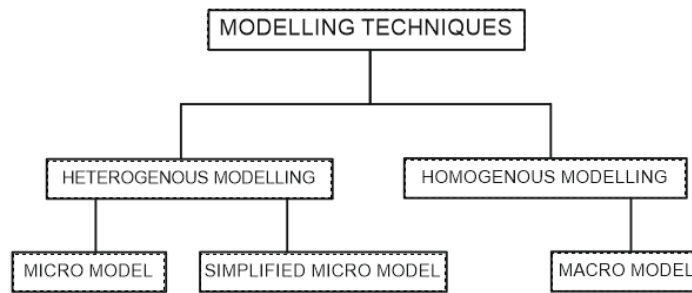 MODELLING TECHNIQUES
HETEROGENOUS MODELLING
HOMOGENOUS MODELLING
MICRO MODEL
SIMPLIFIED MICRO MODEL
MACRO MODEL